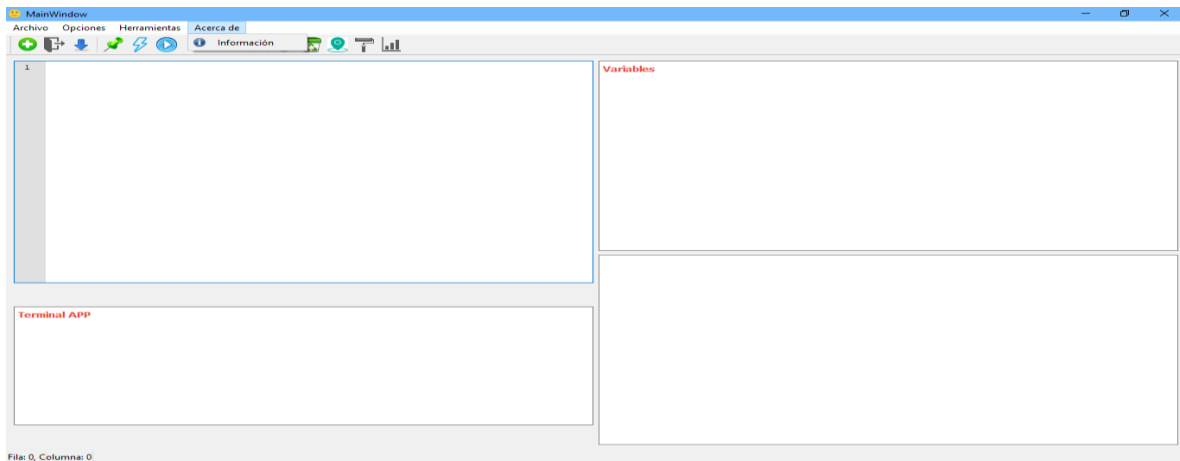 MainWindow
Archivo Opciones Herramientas Acerca de
Información
1
Variables
Terminal APP
Fila: 0, Columna: 0